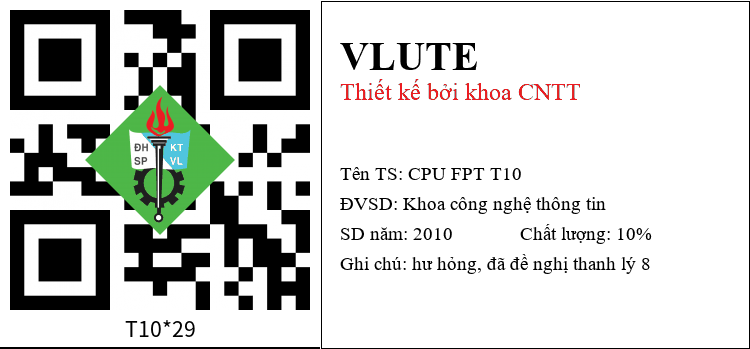 ĐH KT
SP VL
T10*29
VLUTE
Thiết kế bởi khoa CNTT
Tên TS: CPU FPT T10
ĐVSD: Khoa công nghệ thông tin
SD năm: 2010 Chất lượng: 10%
Ghi chú: hư hỏng, đã đề nghị thanh lý 8